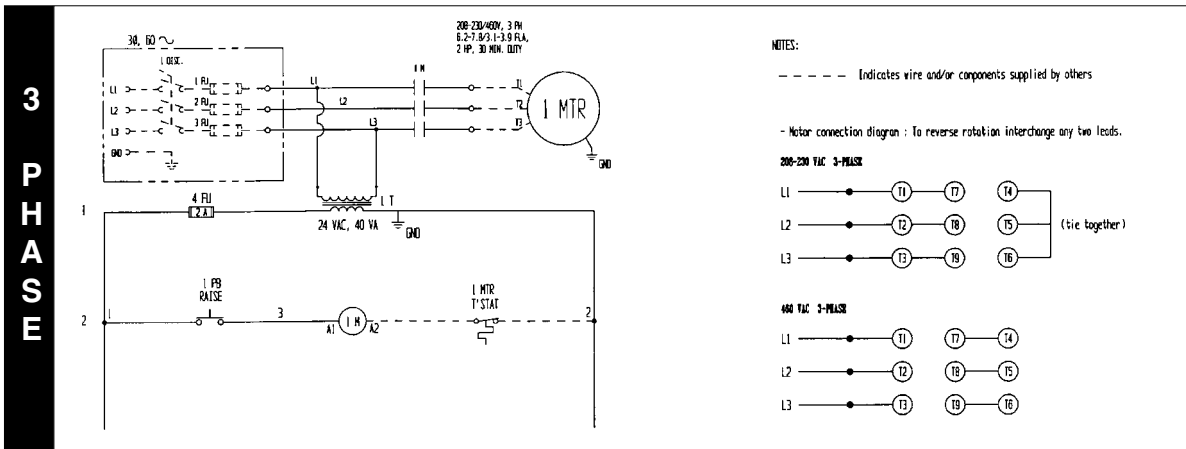 3 PHASE
208-230/460V, 3 PH
6.2-7.8/3.1-3.9 FLA,
2 HP, 30 MIN. DUTY
30, 60
1 DISC.
L1
1 FU
L1
1 M
T1
L2
2 FU
L2
T2
1 MTR
L3
3 FU
L3
T3
GND
GND
4 FU
1 T
1
2 A
24 VAC, 40 VA
GND
1 PB
RAISE
1 MTR
T'STAT
2
1
3
A1
1 M
A2
2
NOTES:
Indicates wire and/or components supplied by others
- Motor connection diagram : To reverse rotation interchange any two leads.
208-230 VAC 3-PHASE
L1 T1 T7 T4
L2 T2 T8 T5 (tie together)
L3 T3 T9 T6
460 VAC 3-PHASE
L1 T1 T7 T4
L2 T2 T8 T5
L3 T3 T9 T6